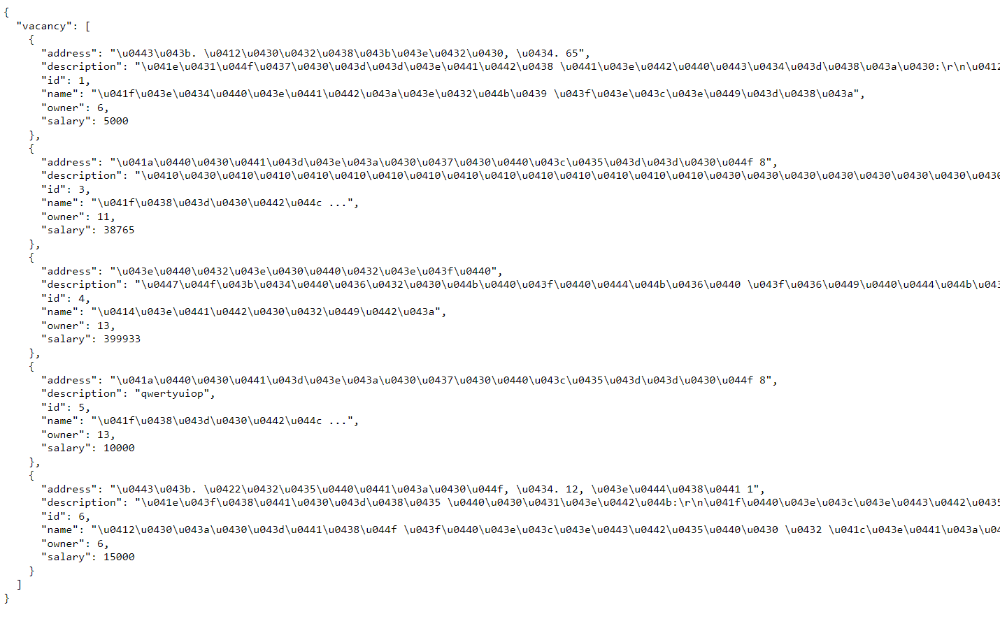 {
  "vacancy": [
    {
      "address": "\u0443\u043b. \u0412\u0430\u0432\u0438\u043b\u043e\u0432\u0430, \u0434. 65",
      "description": "\u041e\u0431\u044f\u0437\u0430\u043d\u043d\u043e\u0441\u0442\u0438 \u0441\u043e\u0442\u0440\u0443\u0434\u043d\u0438\u043a\u0430:\r\n\u0412
      "id": 1,
      "name": "\u041f\u043e\u0434\u0440\u043e\u0441\u0442\u043a\u043e\u0432\u044b\u0439 \u043f\u043e\u043c\u043e\u0449\u043d\u0438\u043a",
      "owner": 6,
      "salary": 5000
    },
    {
      "address": "\u041a\u0440\u0430\u0441\u043d\u043e\u043a\u0430\u0437\u0430\u0440\u043c\u0435\u043d\u043d\u0430\u044f 8",
      "description": "\u0410\u0430\u0410\u0410\u0410\u0410\u0410\u0410\u0410\u0410\u0410\u0410\u0410\u0410\u0410\u0410\u0410\u0410\u0410\u0430\u0430\u0430\u0430\u0430\u0430\u0430\u0430\u0430
      "id": 3,
      "name": "\u041f\u0438\u043d\u0430\u0442\u044c ...",
      "owner": 11,
      "salary": 38765
    },
    {
      "address": "\u043e\u0440\u0432\u043e\u0430\u0440\u0432\u043e\u043f\u0440",
      "description": "\u0447\u044f\u043b\u0434\u0440\u0436\u0432\u0430\u044b\u0440\u043f\u0440\u0444\u044b\u0436\u0440 \u043f\u0436\u0449\u0440\u0444\u044b\u043
      "id": 4,
      "name": "\u0414\u043e\u0441\u0442\u0430\u0432\u0449\u0442\u043a",
      "owner": 13,
      "salary": 399933
    },
    {
      "address": "\u041a\u0440\u0430\u0441\u043d\u043e\u043a\u0430\u0437\u0430\u0440\u043c\u0435\u043d\u043d\u0430\u044f 8",
      "description": "qwertyuiop",
      "id": 5,
      "name": "\u041f\u0438\u043d\u0430\u0442\u044c ...",
      "owner": 13,
      "salary": 10000
    },
    {
      "address": "\u0443\u043b. \u0422\u0432\u0435\u0440\u0441\u043a\u0430\u044f, \u0434. 12, \u043e\u0444\u0438\u0441 1",
      "description": "\u041e\u043f\u0438\u0441\u0430\u043d\u0438\u0435 \u0440\u0430\u0431\u043e\u0442\u044b:\r\n\u041f\u0440\u043e\u043c\u043e\u0443\u0442\u0435
      "id": 6,
      "name": "\u0412\u0430\u043a\u0430\u043d\u0441\u0438\u044f \u043f\u0440\u043e\u043c\u043e\u0443\u0442\u0435\u0440\u0430 \u0432 \u041c\u043e\u0441\u043a\u04
      "owner": 6,
      "salary": 15000
    }
  ]
}